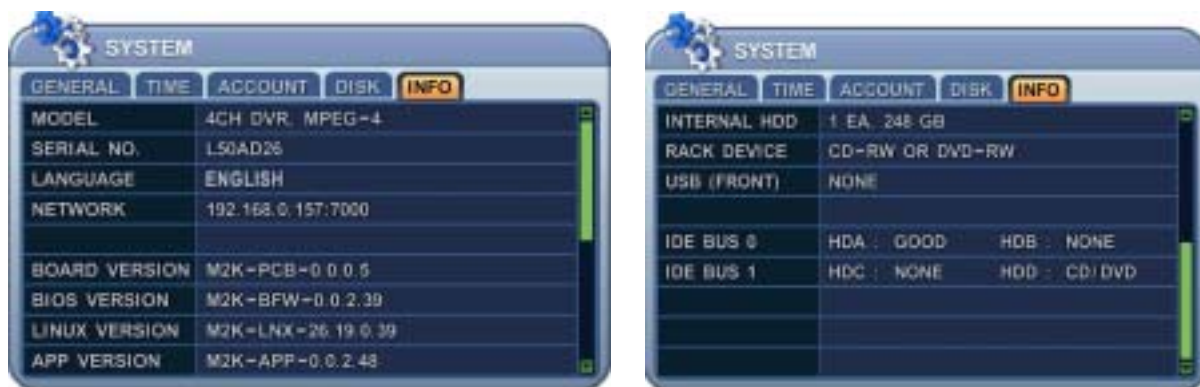 SYSTEM
GENERAL TIME ACCOUNT DISK INFO
MODEL 4CH DVR. MPEG-4
SERIAL NO. L50AD26
LANGUAGE ENGLISH
NETWORK 192.168.0.157:7000
BOARD VERSION M2K-PCB-0.0.0.5
BIOS VERSION M2K-BFW-0.0.2.39
LINUX VERSION M2K-LNX-26.19.0.39
APP VERSION M2K-APP-0.0.2.48
SYSTEM
GENERAL TIME ACCOUNT DISK INFO
INTERNAL HDD 1 EA. 248 GB
RACK DEVICE CD-RW OR DVD-RW
USB (FRONT) NONE
IDE BUS 0 HDA : GOOD HDB : NONE
IDE BUS 1 HDC : NONE HDD : CD/DVD